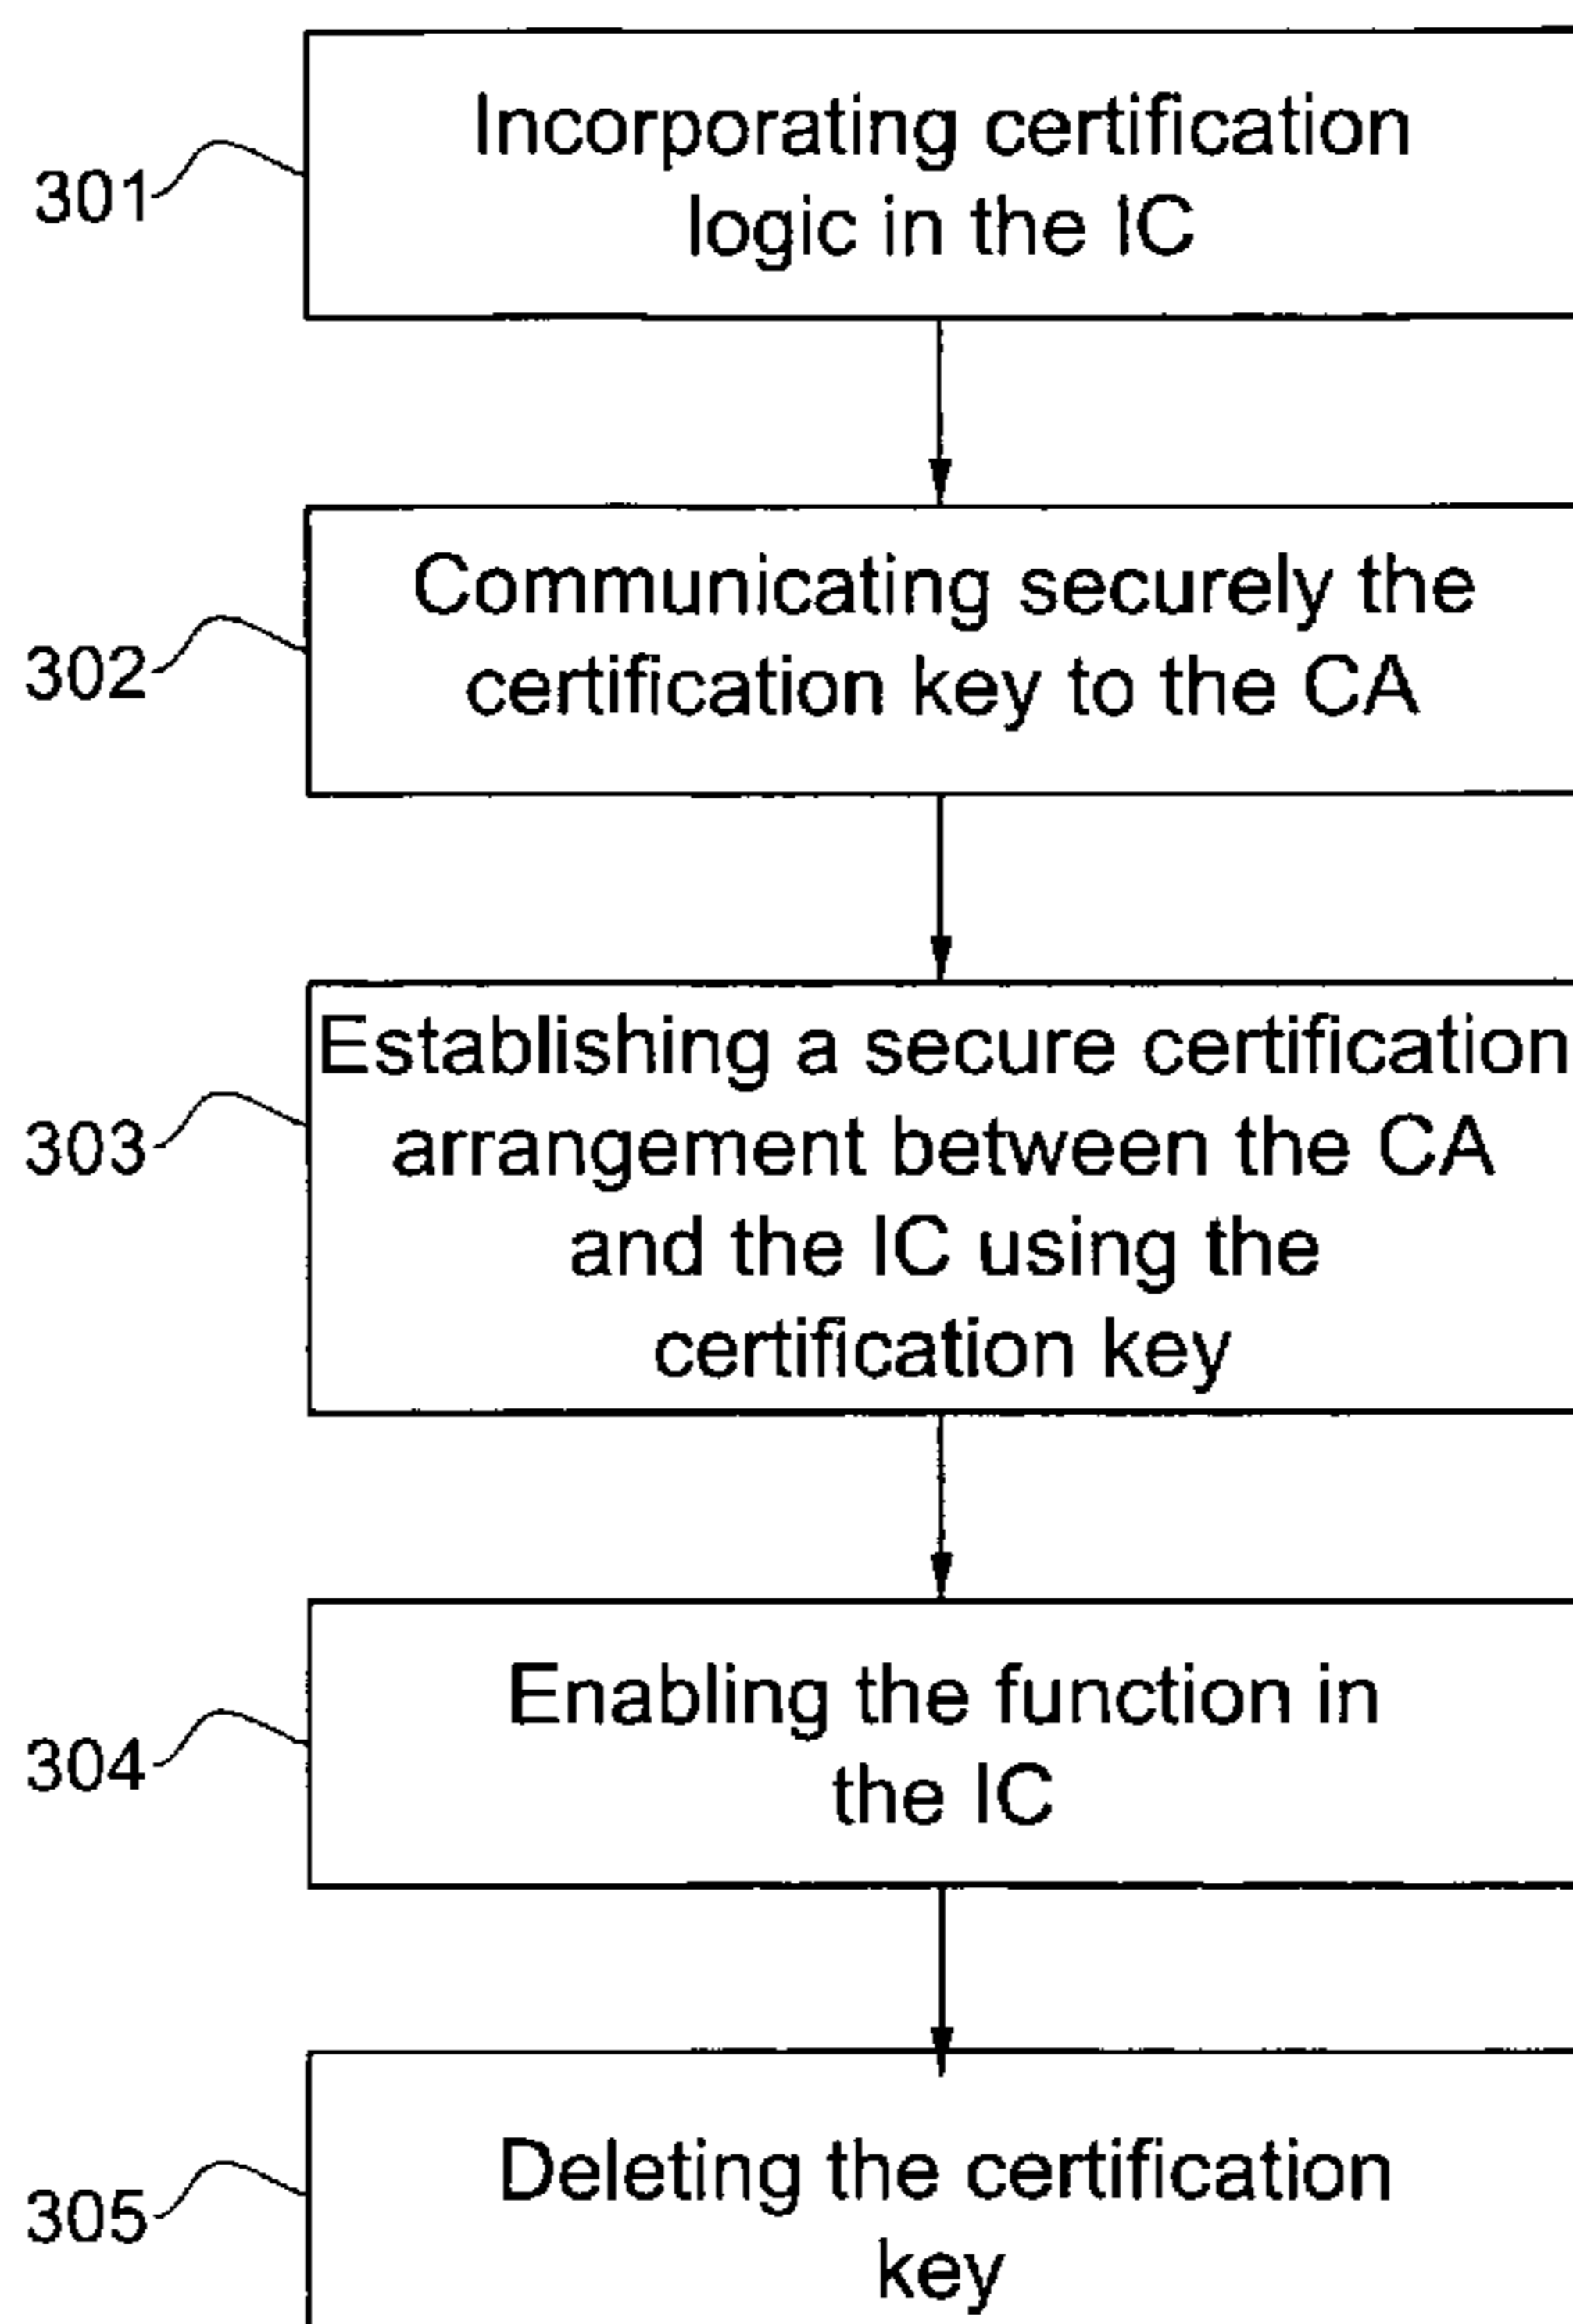 301
Incorporating certification
logic in the IC
302
Communicating securely the
certification key to the CA
303
Establishing a secure certification
arrangement between the CA
and the IC using the
certification key
304
Enabling the function in
the IC
305
Deleting the certification
key